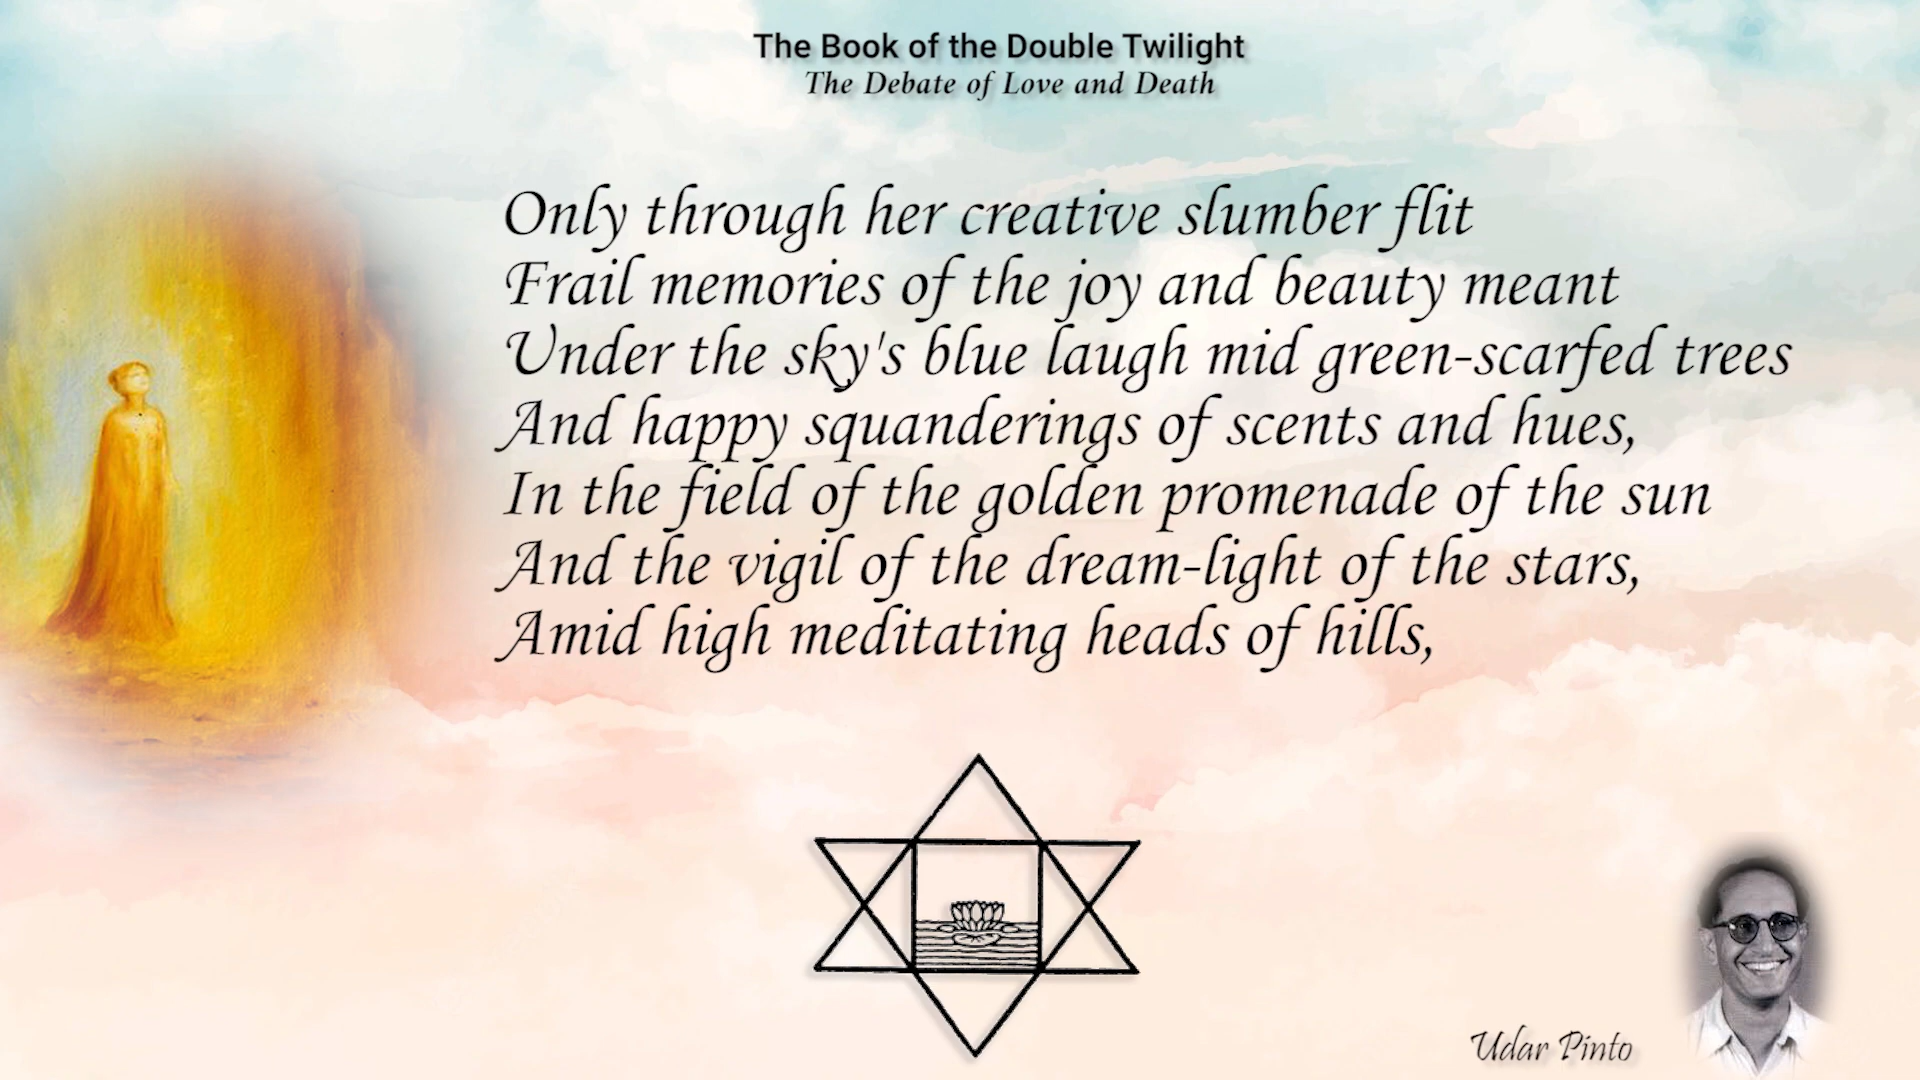 The Book of the Double Twilight
The Debate of Love and Death
Only through her creative slumber flit
Frail memories of the joy and beauty meant
Under the sky's blue laugh mid green-scarfed trees
And happy squanderings of scents and hues,
In the field of the golden promenade of the sun
And the vigil of the dream-light of the stars,
Amid high meditating heads of hills,
Udar Pinto